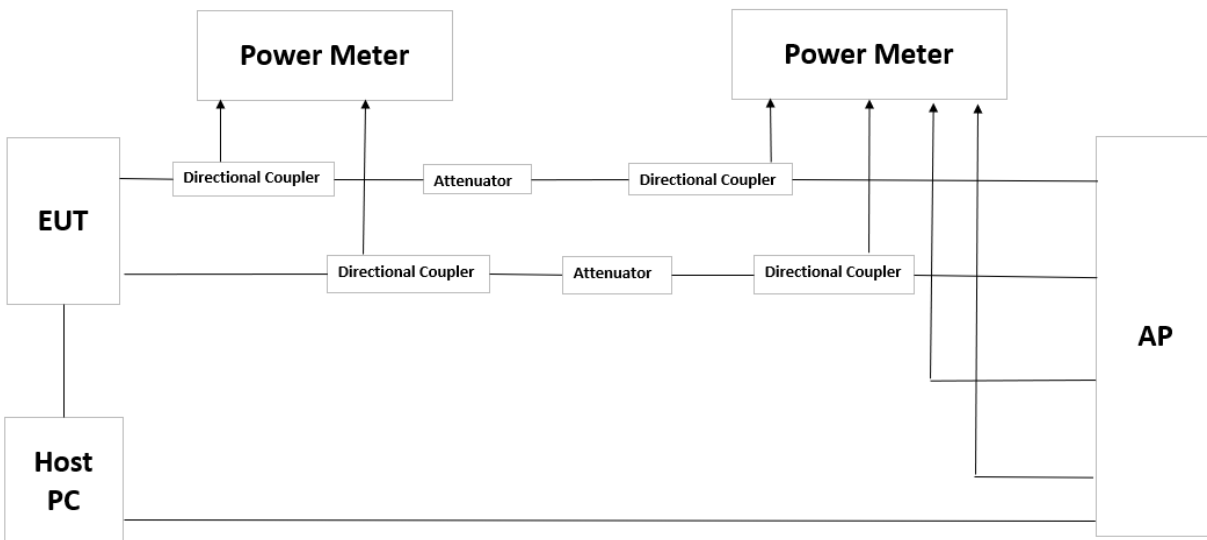 Power Meter
Power Meter
Directional Coupler
Attenuator
Directional Coupler
EUT
Directional Coupler
Attenuator
Directional Coupler
AP
Host
PC